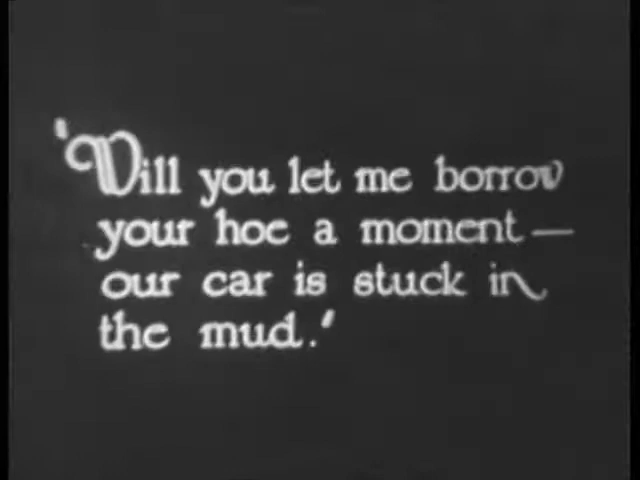 'Will you let me borrow
your hoe a moment—
our car is stuck in
the mud.'